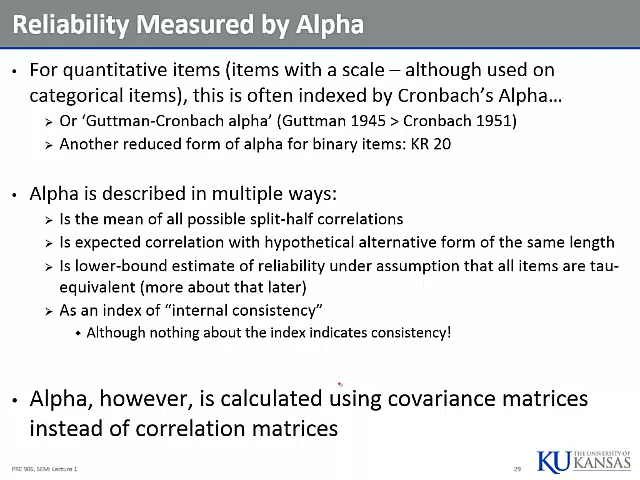 Reliability Measured by Alpha
• For quantitative items (items with a scale – although used on
categorical items), this is often indexed by Cronbach's Alpha…
➢ Or 'Guttman-Cronbach alpha' (Guttman 1945 > Cronbach 1951)
➢ Another reduced form of alpha for binary items: KR 20
• Alpha is described in multiple ways:
➢ Is the mean of all possible split-half correlations
➢ Is expected correlation with hypothetical alternative form of the same length
➢ Is lower-bound estimate of reliability under assumption that all items are tau-
equivalent (more about that later)
➢ As an index of "internal consistency"
✦ Although nothing about the index indicates consistency!
• Alpha, however, is calculated using covariance matrices
instead of correlation matrices
PRE 906, SEM: Lecture 1
29
KU THE UNIVERSITY OF
KANSAS